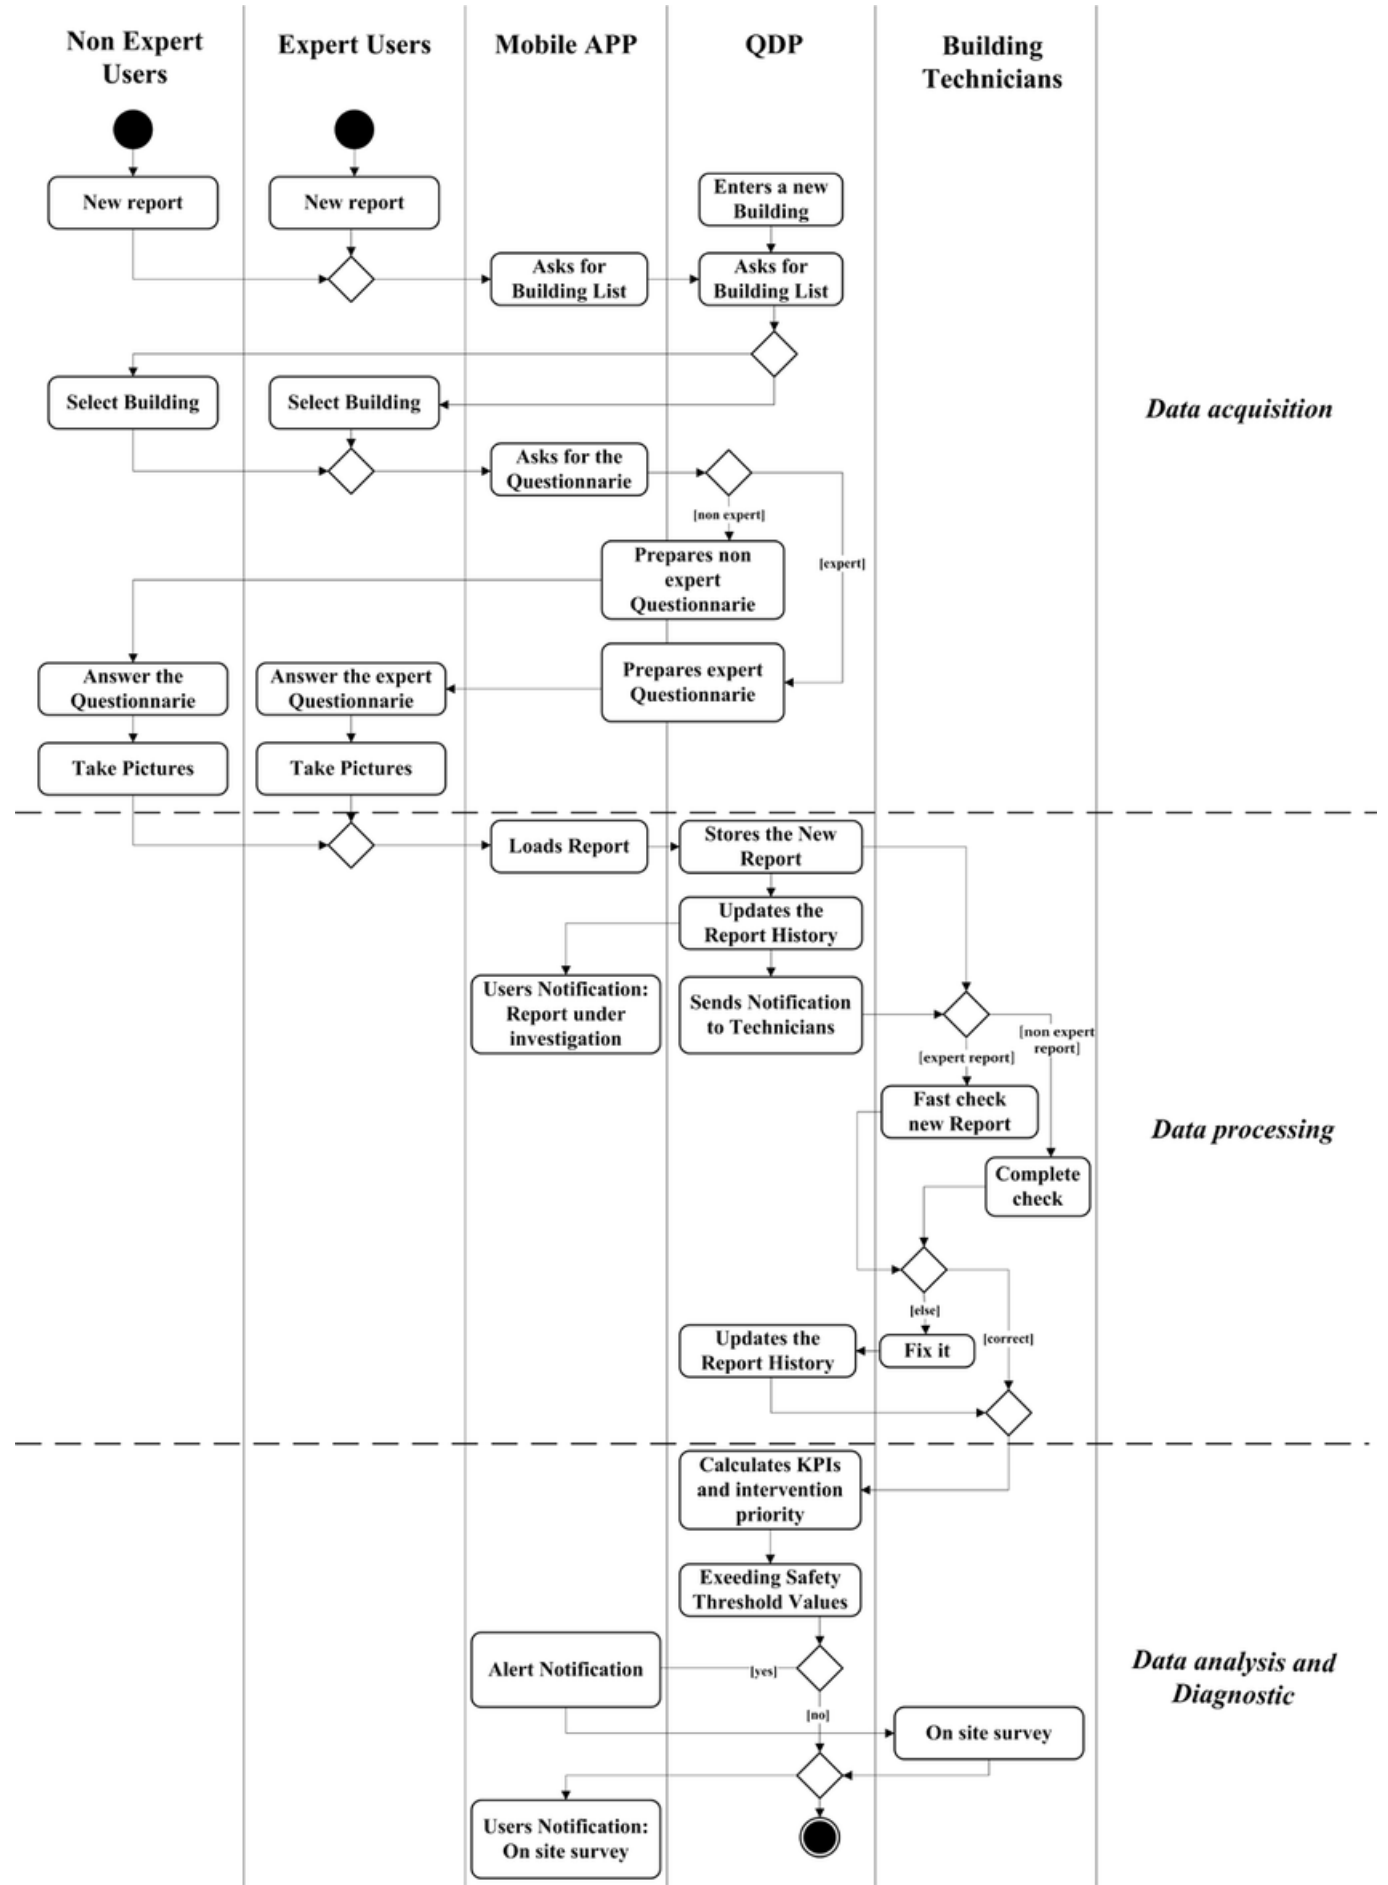 Non Expert
Users
Expert Users
Mobile APP
QDP
Building
Technicians
New report
New report
Enters a new
Building
Asks for
Building List
Asks for
Building List
Select Building
Select Building
Data acquisition
Asks for the
Questionnarie
[non expert]
[expert]
Prepares non
expert
Questionnarie
Prepares expert
Questionnarie
Answer the
Questionnarie
Answer the expert
Questionnarie
Take Pictures
Take Pictures
Loads Report
Stores the New
Report
Updates the
Report History
Users Notification:
Report under
investigation
Sends Notification
to Technicians
[non expert
report]
[expert report]
Fast check
new Report
Data processing
Complete
check
[else]
[correct]
Updates the
Report History
Fix it
Calculates KPIs
and intervention
priority
Exeeding Safety
Threshold Values
Alert Notification
[yes]
Data analysis and
Diagnostic
[no]
On site survey
Users Notification:
On site survey